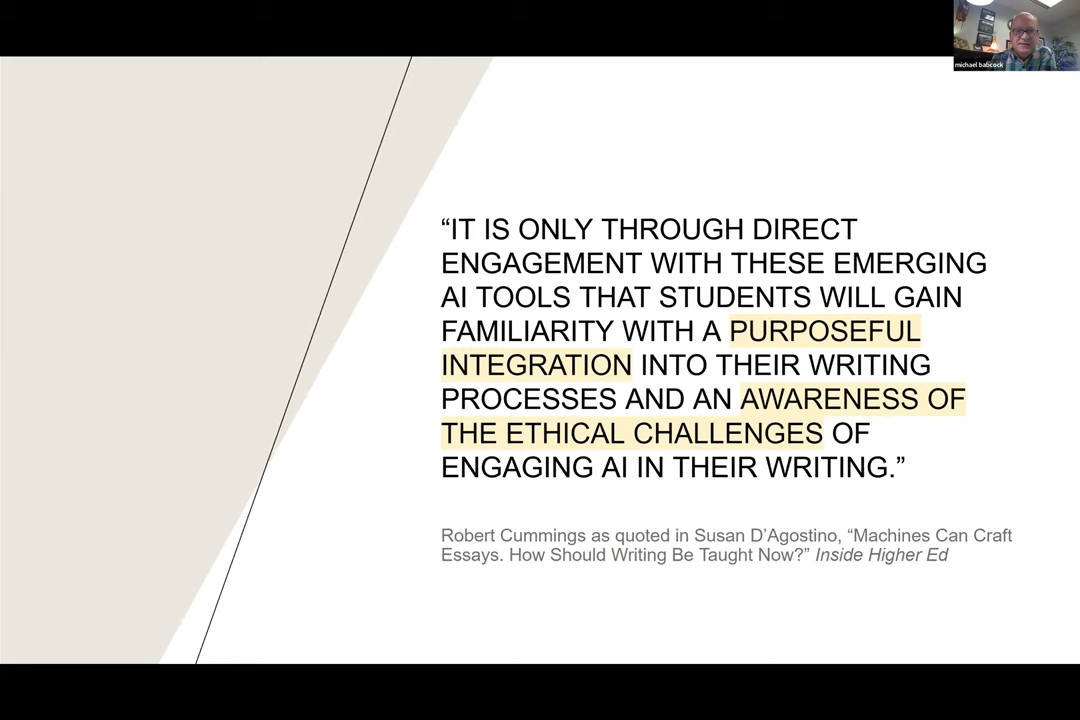 michael babcock
“IT IS ONLY THROUGH DIRECT
ENGAGEMENT WITH THESE EMERGING
AI TOOLS THAT STUDENTS WILL GAIN
FAMILIARITY WITH A PURPOSEFUL
INTEGRATION INTO THEIR WRITING
PROCESSES AND AN AWARENESS OF
THE ETHICAL CHALLENGES OF
ENGAGING AI IN THEIR WRITING.”
Robert Cummings as quoted in Susan D’Agostino, “Machines Can Craft
Essays. How Should Writing Be Taught Now?” Inside Higher Ed